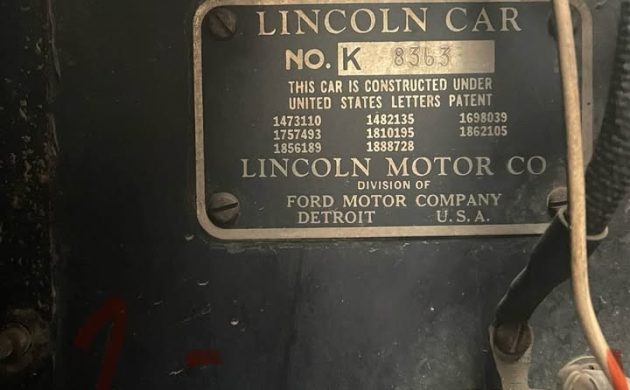 LINCOLN CAR
NO. K 8363
THIS CAR IS CONSTRUCTED UNDER
UNITED STATES LETTERS PATENT
1473110 1482135 1698039
1757493 1810195 1862105
1856189 1888728
LINCOLN MOTOR CO
DIVISION OF
FORD MOTOR COMPANY
DETROIT U.S.A.